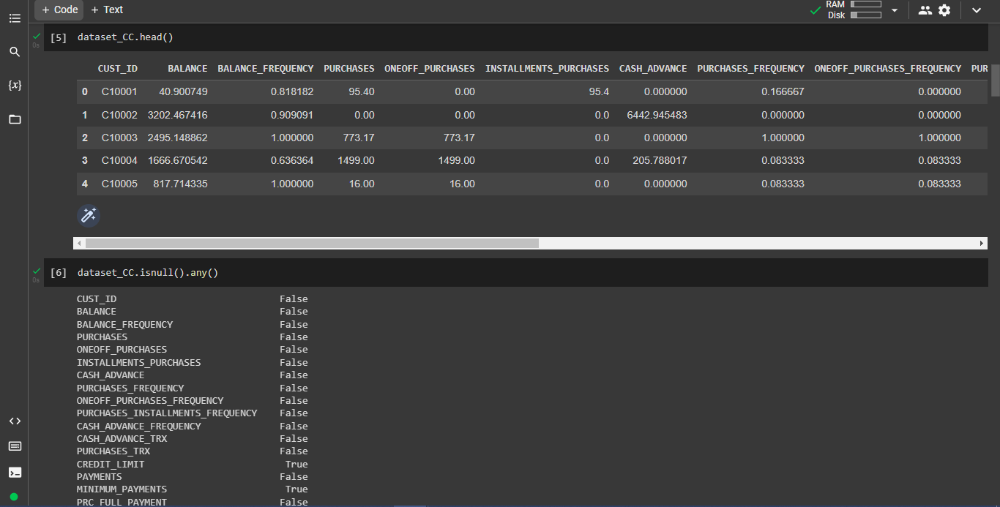 + Code + Text
RAM
Disk
[5] dataset_CC.head()
0s
CUST_ID BALANCE BALANCE_FREQUENCY PURCHASES ONEOFF_PURCHASES INSTALLMENTS_PURCHASES CASH_ADVANCE PURCHASES_FREQUENCY ONEOFF_PURCHASES_FREQUENCY PUR
0 C10001 40.900749 0.818182 95.40 0.00 95.4 0.000000 0.166667 0.000000
1 C10002 3202.467416 0.909091 0.00 0.00 0.0 6442.945483 0.000000 0.000000
2 C10003 2495.148862 1.000000 773.17 773.17 0.0 0.000000 1.000000 1.000000
3 C10004 1666.670542 0.636364 1499.00 1499.00 0.0 205.788017 0.083333 0.083333
4 C10005 817.714335 1.000000 16.00 16.00 0.0 0.000000 0.083333 0.083333
[6] dataset_CC.isnull().any()
0s
CUST_ID False
BALANCE False
BALANCE_FREQUENCY False
PURCHASES False
ONEOFF_PURCHASES False
INSTALLMENTS_PURCHASES False
CASH_ADVANCE False
PURCHASES_FREQUENCY False
ONEOFF_PURCHASES_FREQUENCY False
PURCHASES_INSTALLMENTS_FREQUENCY False
CASH_ADVANCE_FREQUENCY False
CASH_ADVANCE_TRX False
PURCHASES_TRX False
CREDIT_LIMIT True
PAYMENTS False
MINIMUM_PAYMENTS True
PRC_FULL_PAYMENT False
{x}